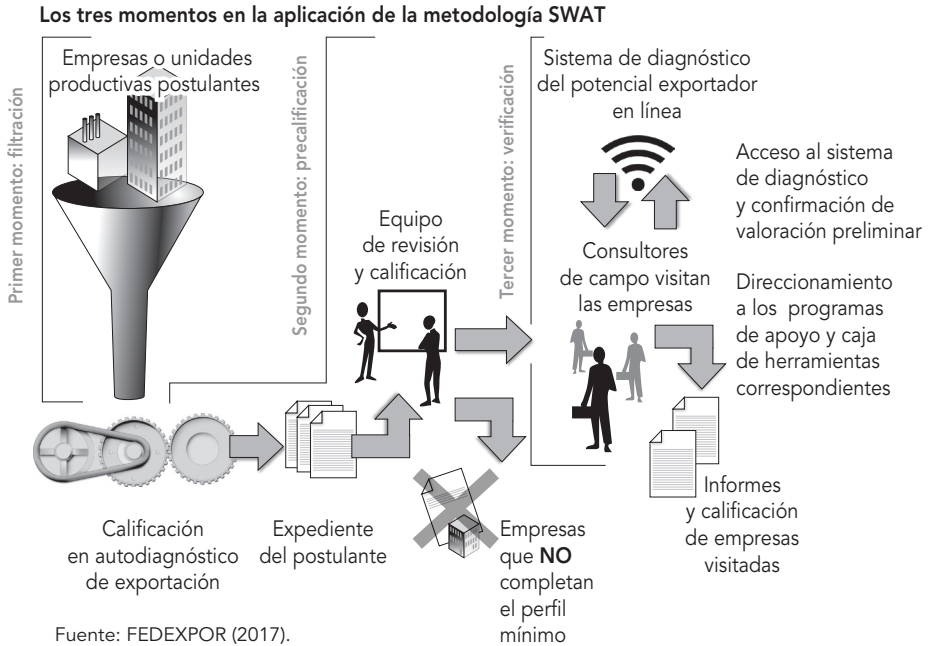 Los tres momentos en la aplicación de la metodología SWAT
Primer momento: filtración
Empresas o unidades
productivas postulantes
Segundo momento: precalificación
Equipo
de revisión
y calificación
Tercer momento: verificación
Sistema de diagnóstico
del potencial exportador
en línea
Acceso al sistema
de diagnóstico
y confirmación de
valoración preliminar
Consultores
de campo visitan
las empresas
Direccionamiento
a los programas
de apoyo y caja
de herramientas
correspondientes
Calificación
en autodiagnóstico
de exportación
Expediente
del postulante
Empresas
que NO
completan
el perfil
mínimo
Informes
y calificación
de empresas
visitadas
Fuente: FEDEXPOR (2017).